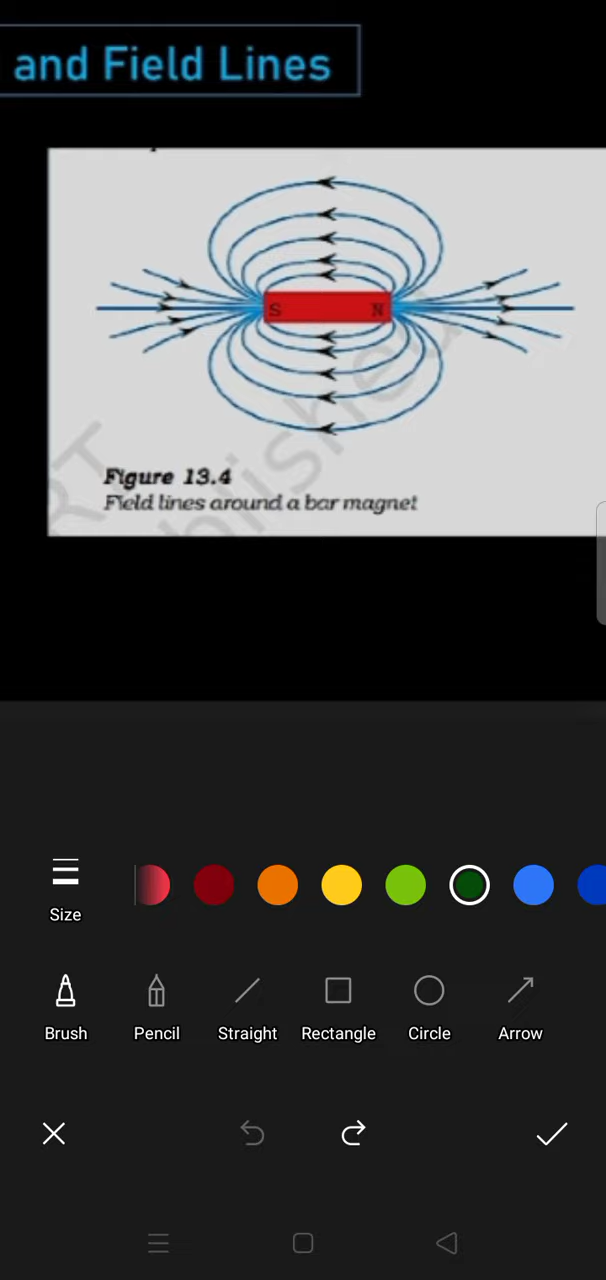 and Field Lines
S N
Figure 13.4
Field lines around a bar magnet
Size
Brush Pencil Straight Rectangle Circle Arrow